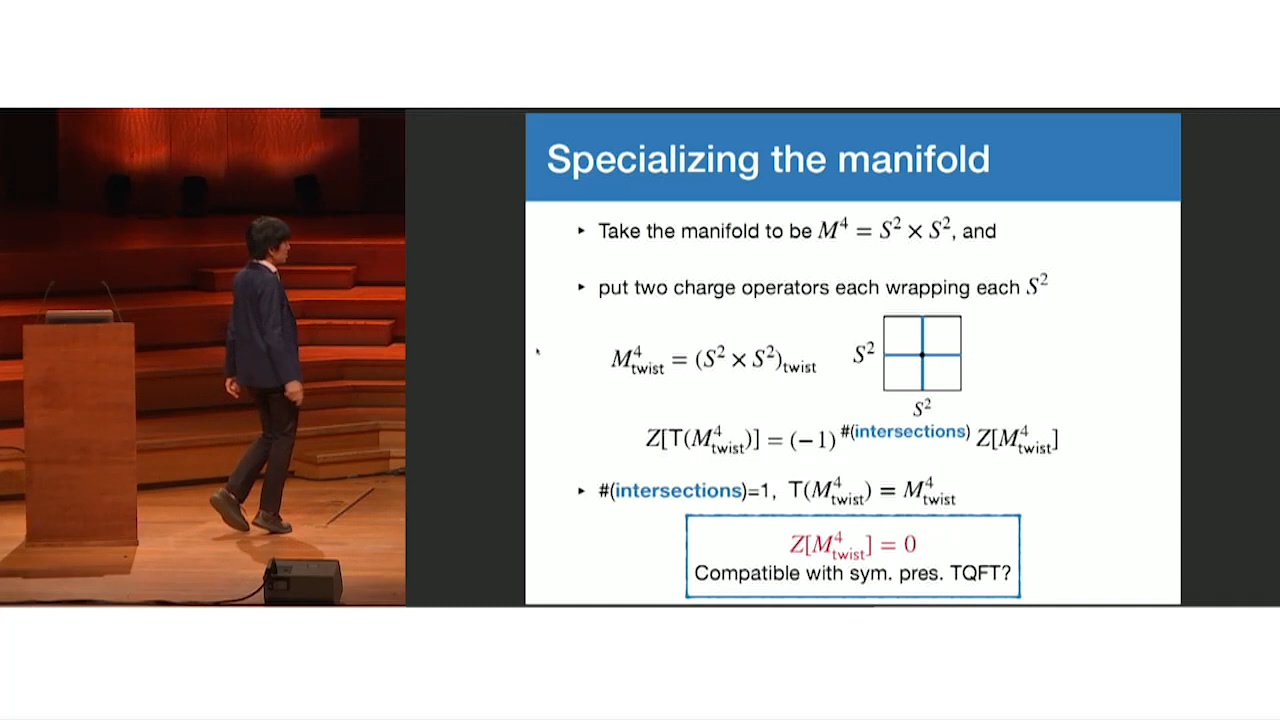 Specializing the manifold
‣ Take the manifold to be M⁴ = S² × S², and
‣ put two charge operators each wrapping each S²
M⁴_twist = (S² × S²)_twist
S²
S²
Z[T(M⁴_twist)] = (−1)^#(intersections) Z[M⁴_twist]
‣ #(intersections)=1, T(M⁴_twist) = M⁴_twist
Z[M⁴_twist] = 0
Compatible with sym. pres. TQFT?